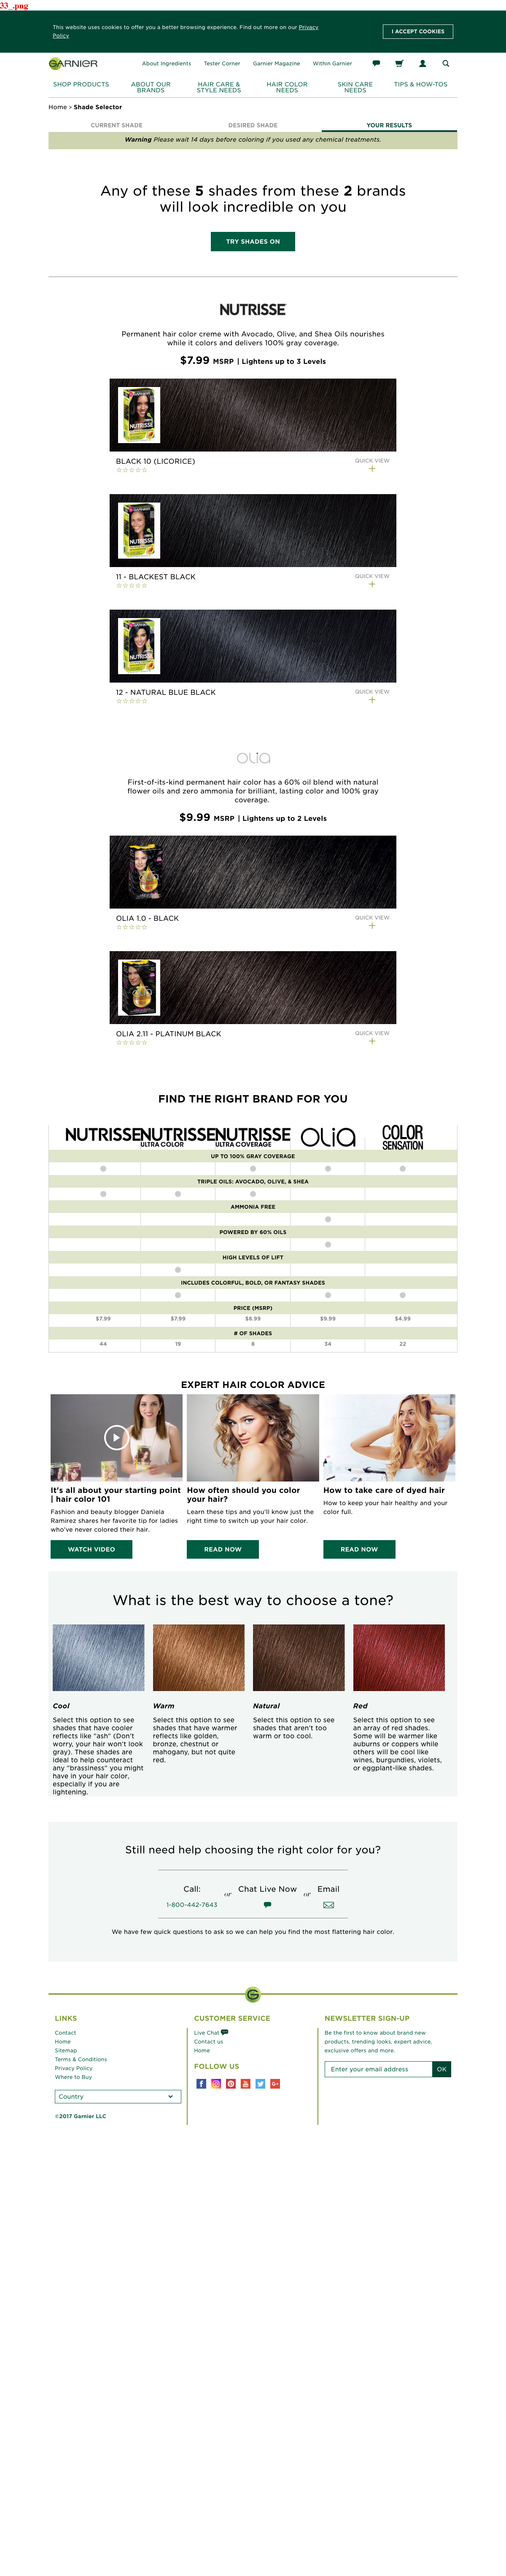 33_.png
This website uses cookies to offer you a better browsing experience. Find out more on our Privacy
Policy
I ACCEPT COOKIES
GARNIER
About Ingredients
Tester Corner
Garnier Magazine
Within Garnier
SHOP PRODUCTS
ABOUT OUR
BRANDS
HAIR CARE &
STYLE NEEDS
HAIR COLOR
NEEDS
SKIN CARE
NEEDS
TIPS & HOW-TOS
Home > Shade Selector
CURRENT SHADE
DESIRED SHADE
YOUR RESULTS
Warning Please wait 14 days before coloring if you used any chemical treatments.
Any of these 5 shades from these 2 brands
will look incredible on you
TRY SHADES ON
NUTRISSE
Permanent hair color creme with Avocado, Olive, and Shea Oils nourishes
while it colors and delivers 100% gray coverage.
$7.99 MSRP | Lightens up to 3 Levels
NUTRISSE
BLACK 10 (LICORICE)
QUICK VIEW
NUTRISSE
11 - BLACKEST BLACK
QUICK VIEW
NUTRISSE
12 - NATURAL BLUE BLACK
QUICK VIEW
OLIA
First-of-its-kind permanent hair color has a 60% oil blend with natural
flower oils and zero ammonia for brilliant, lasting color and 100% gray
coverage.
$9.99 MSRP | Lightens up to 2 Levels
OLIA 1.0 - BLACK
QUICK VIEW
OLIA 2.11 - PLATINUM BLACK
QUICK VIEW
FIND THE RIGHT BRAND FOR YOU
NUTRISSE
NUTRISSE
ULTRA COLOR
NUTRISSE
ULTRA COVERAGE
OLIA
COLOR
SENSATION
UP TO 100% GRAY COVERAGE
TRIPLE OILS: AVOCADO, OLIVE, & SHEA
AMMONIA FREE
POWERED BY 60% OILS
HIGH LEVELS OF LIFT
INCLUDES COLORFUL, BOLD, OR FANTASY SHADES
PRICE (MSRP)
$7.99 $7.99 $8.99 $9.99 $4.99
# OF SHADES
44 19 8 34 22
EXPERT HAIR COLOR ADVICE
It's all about your starting point
| hair color 101
Fashion and beauty blogger Daniela
Ramirez shares her favorite tip for ladies
who've never colored their hair.
WATCH VIDEO
How often should you color
your hair?
Learn these tips and you'll know just the
right time to switch up your hair color.
READ NOW
How to take care of dyed hair
How to keep your hair healthy and your
color full.
READ NOW
What is the best way to choose a tone?
Cool
Select this option to see
shades that have cooler
reflects like "ash" (Don't
worry, your hair won't look
gray). These shades are
ideal to help counteract
any "brassiness" you might
have in your hair color,
especially if you are
lightening.
Warm
Select this option to see
shades that have warmer
reflects like golden,
bronze, chestnut or
mahogany, but not quite
red.
Natural
Select this option to see
shades that aren't too
warm or too cool.
Red
Select this option to see
an array of red shades.
Some will be warmer like
auburns or coppers while
others will be cool like
wines, burgundies, violets,
or eggplant-like shades.
Still need help choosing the right color for you?
Call:
1-800-442-7643
or
Chat Live Now
or
Email
We have few quick questions to ask so we can help you find the most flattering hair color.
G
LINKS
Contact
Home
Sitemap
Terms & Conditions
Privacy Policy
Where to Buy
Country
©2017 Garnier LLC
CUSTOMER SERVICE
Live Chat
Contact us
Home
FOLLOW US
NEWSLETTER SIGN-UP
Be the first to know about brand new
products, trending looks, expert advice,
exclusive offers and more.
Enter your email address
OK